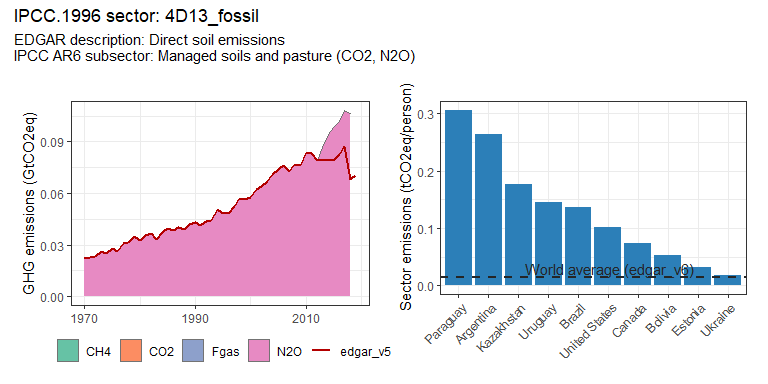 IPCC.1996 sector: 4D13_fossil
EDGAR description: Direct soil emissions
IPCC AR6 subsector: Managed soils and pasture (CO2, N2O)
GHG emissions (GtCO2eq)
0.09
0.06
0.03
0.00
1970
1990
2010
CH4
CO2
Fgas
N2O
edgar_v5
Sector emissions (tCO2eq/person)
0.3
0.2
0.1
0.0
World average (edgar_v6)
Paraguay
Argentina
Kazakhstan
Uruguay
Brazil
United States
Canada
Bolivia
Estonia
Ukraine